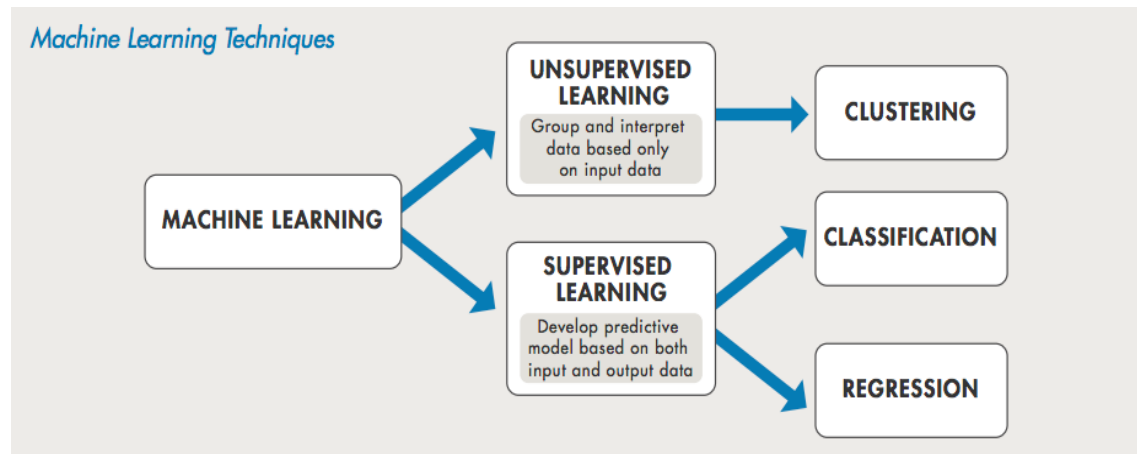 Machine Learning Techniques
MACHINE LEARNING
UNSUPERVISED
LEARNING
Group and interpret
data based only
on input data
CLUSTERING
SUPERVISED
LEARNING
Develop predictive
model based on both
input and output data
CLASSIFICATION
REGRESSION